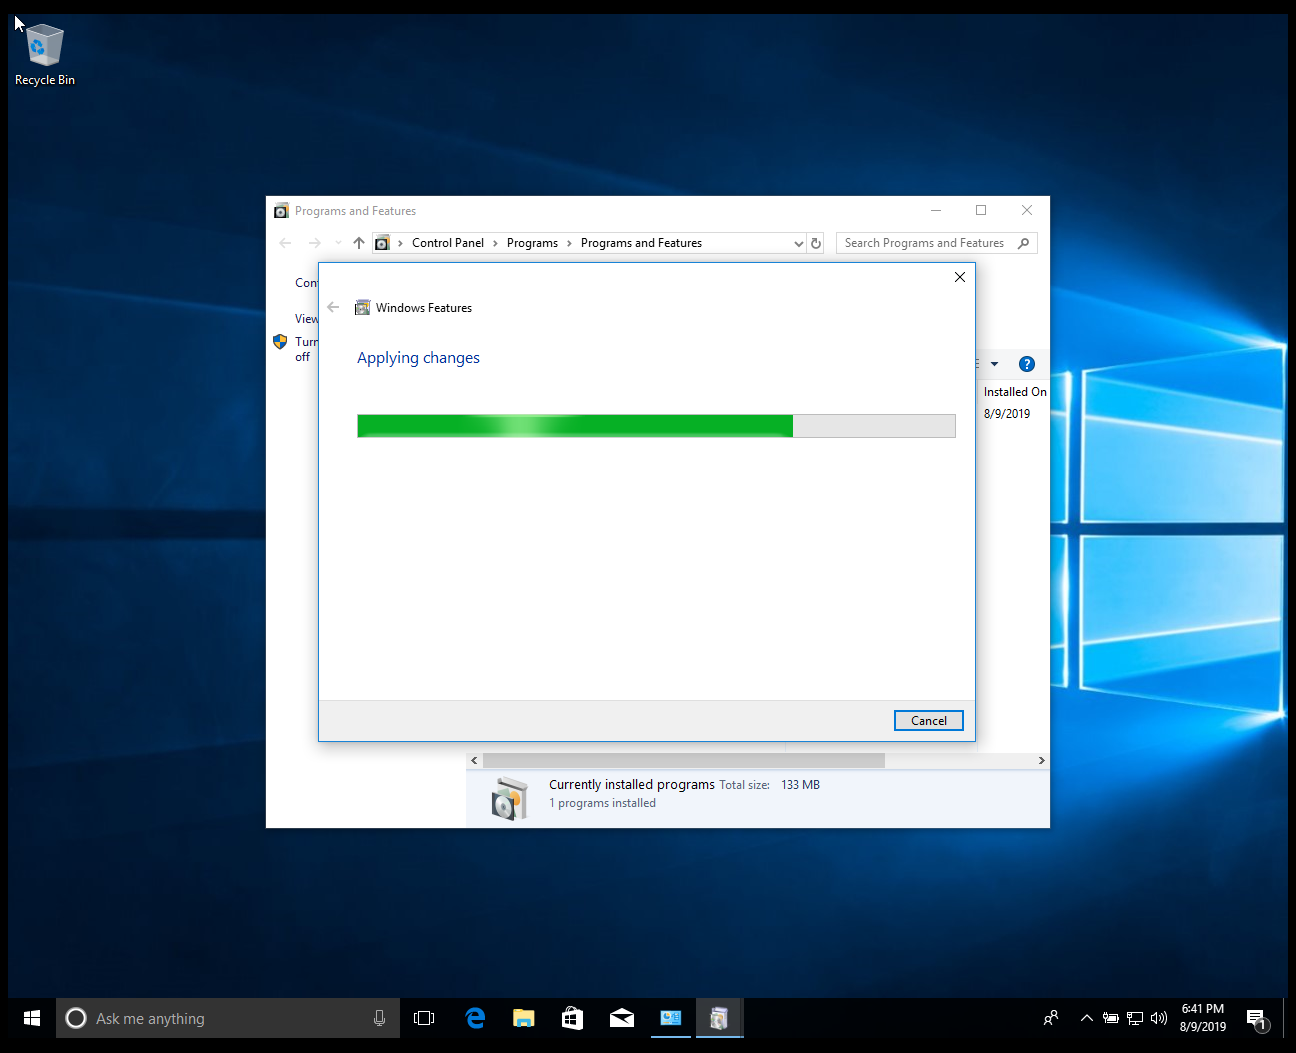 Recycle Bin
Programs and Features
Control Panel
Programs
Programs and Features
Search Programs and Features
View
Turn
off
Windows Features
Applying changes
Installed On
8/9/2019
Cancel
Currently installed programs Total size: 133 MB
1 programs installed
Ask me anything
6:41 PM
8/9/2019
1